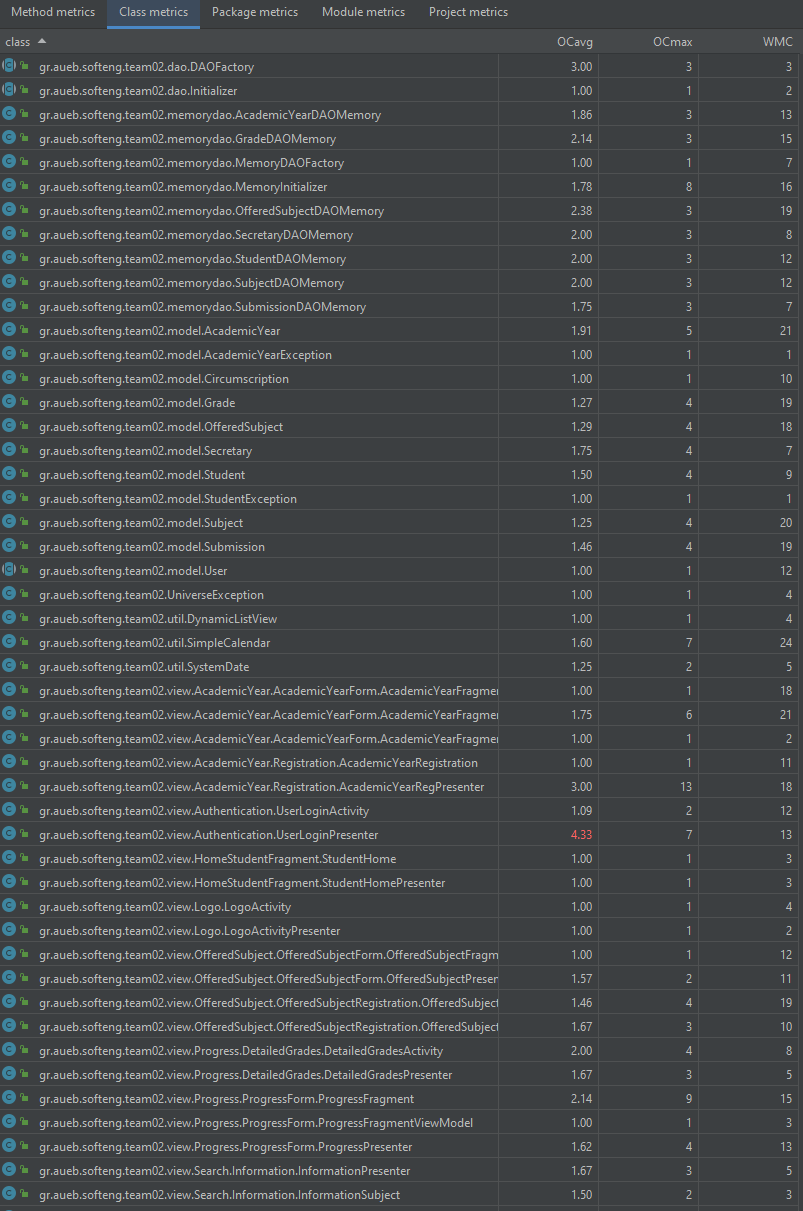 Method metrics Class metrics Package metrics Module metrics Project metrics
class OCavg OCmax WMC
gr.aueb.softeng.team02.dao.DAOFactory 3.00 3 3
gr.aueb.softeng.team02.dao.Initializer 1.00 1 2
gr.aueb.softeng.team02.memorydao.AcademicYearDAOMemory 1.86 3 13
gr.aueb.softeng.team02.memorydao.GradeDAOMemory 2.14 3 15
gr.aueb.softeng.team02.memorydao.MemoryDAOFactory 1.00 1 7
gr.aueb.softeng.team02.memorydao.MemoryInitializer 1.78 8 16
gr.aueb.softeng.team02.memorydao.OfferedSubjectDAOMemory 2.38 3 19
gr.aueb.softeng.team02.memorydao.SecretaryDAOMemory 2.00 3 8
gr.aueb.softeng.team02.memorydao.StudentDAOMemory 2.00 3 12
gr.aueb.softeng.team02.memorydao.SubjectDAOMemory 2.00 3 12
gr.aueb.softeng.team02.memorydao.SubmissionDAOMemory 1.75 3 7
gr.aueb.softeng.team02.model.AcademicYear 1.91 5 21
gr.aueb.softeng.team02.model.AcademicYearException 1.00 1 1
gr.aueb.softeng.team02.model.Circumscription 1.00 1 10
gr.aueb.softeng.team02.model.Grade 1.27 4 19
gr.aueb.softeng.team02.model.OfferedSubject 1.29 4 18
gr.aueb.softeng.team02.model.Secretary 1.75 4 7
gr.aueb.softeng.team02.model.Student 1.50 4 9
gr.aueb.softeng.team02.model.StudentException 1.00 1 1
gr.aueb.softeng.team02.model.Subject 1.25 4 20
gr.aueb.softeng.team02.model.Submission 1.46 4 19
gr.aueb.softeng.team02.model.User 1.00 1 12
gr.aueb.softeng.team02.UniverseException 1.00 1 4
gr.aueb.softeng.team02.util.DynamicListView 1.00 1 4
gr.aueb.softeng.team02.util.SimpleCalendar 1.60 7 24
gr.aueb.softeng.team02.util.SystemDate 1.25 2 5
gr.aueb.softeng.team02.view.AcademicYear.AcademicYearForm.AcademicYearFragme 1.00 1 18
gr.aueb.softeng.team02.view.AcademicYear.AcademicYearForm.AcademicYearFragme 1.75 6 21
gr.aueb.softeng.team02.view.AcademicYear.AcademicYearForm.AcademicYearFragme 1.00 1 2
gr.aueb.softeng.team02.view.AcademicYear.Registration.AcademicYearRegistration 1.00 1 11
gr.aueb.softeng.team02.view.AcademicYear.Registration.AcademicYearRegPresenter 3.00 13 18
gr.aueb.softeng.team02.view.Authentication.UserLoginActivity 1.09 2 12
gr.aueb.softeng.team02.view.Authentication.UserLoginPresenter 4.33 7 13
gr.aueb.softeng.team02.view.HomeStudentFragment.StudentHome 1.00 1 3
gr.aueb.softeng.team02.view.HomeStudentFragment.StudentHomePresenter 1.00 1 3
gr.aueb.softeng.team02.view.Logo.LogoActivity 1.00 1 4
gr.aueb.softeng.team02.view.Logo.LogoActivityPresenter 1.00 1 2
gr.aueb.softeng.team02.view.OfferedSubject.OfferedSubjectForm.OfferedSubjectFragm 1.00 1 12
gr.aueb.softeng.team02.view.OfferedSubject.OfferedSubjectForm.OfferedSubjectPresen 1.57 2 11
gr.aueb.softeng.team02.view.OfferedSubject.OfferedSubjectRegistration.OfferedSubject 1.46 4 19
gr.aueb.softeng.team02.view.OfferedSubject.OfferedSubjectRegistration.OfferedSubject 1.67 3 10
gr.aueb.softeng.team02.view.Progress.DetailedGrades.DetailedGradesActivity 2.00 4 8
gr.aueb.softeng.team02.view.Progress.DetailedGrades.DetailedGradesPresenter 1.67 3 5
gr.aueb.softeng.team02.view.Progress.ProgressForm.ProgressFragment 2.14 9 15
gr.aueb.softeng.team02.view.Progress.ProgressForm.ProgressFragmentViewModel 1.00 1 3
gr.aueb.softeng.team02.view.Progress.ProgressForm.ProgressPresenter 1.62 4 13
gr.aueb.softeng.team02.view.Search.Information.InformationPresenter 1.67 3 5
gr.aueb.softeng.team02.view.Search.Information.InformationSubject 1.50 2 3